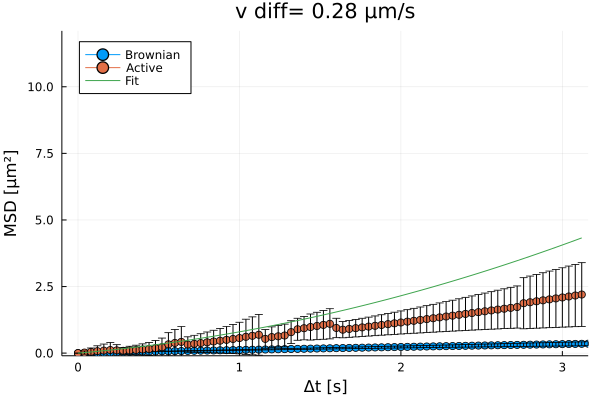 v diff= 0.28 µm/s
MSD [µm²]
10.0
7.5
5.0
2.5
0.0
Brownian
Active
Fit
0
1
2
3
Δt [s]